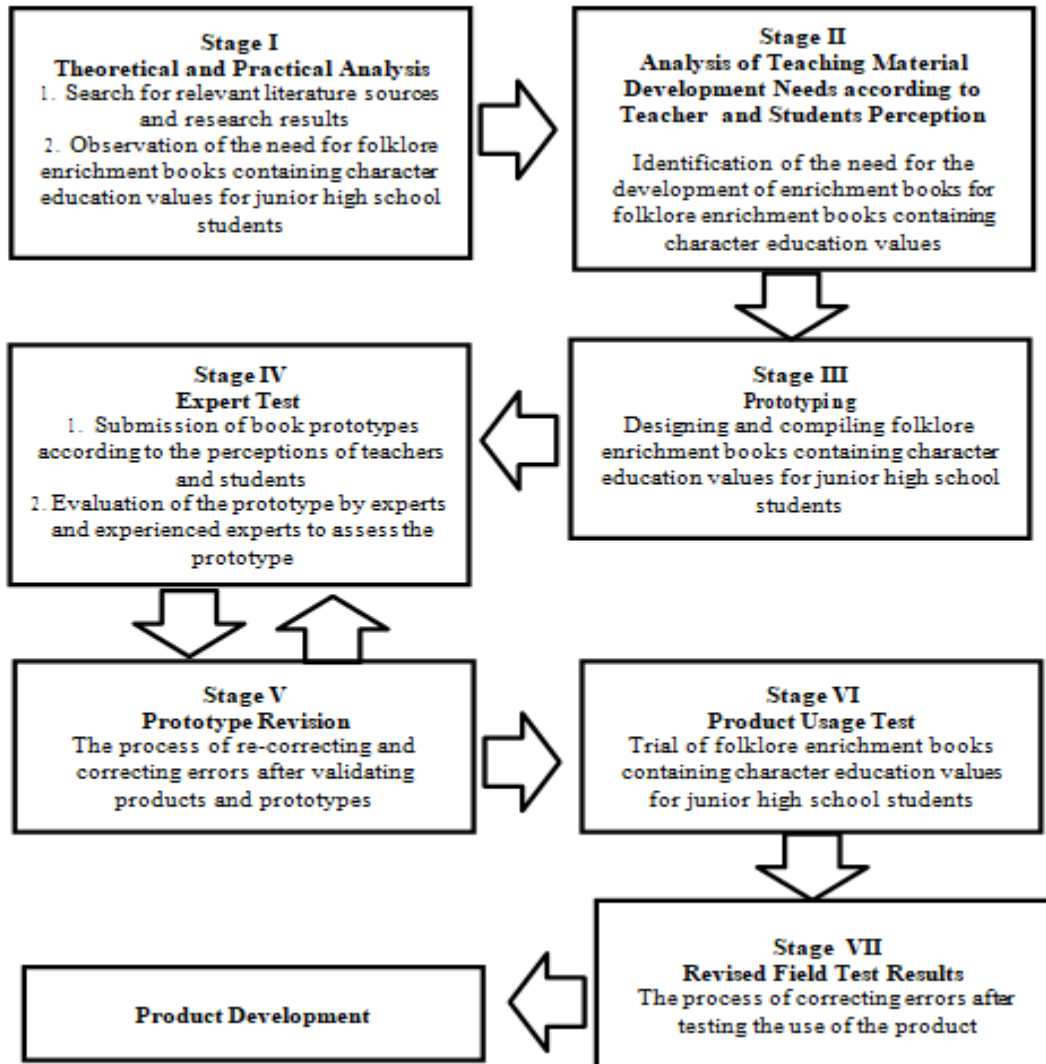 Stage I
Theoretical and Practical Analysis
1. Search for relevant literature sources
and research results
2. Observation of the need for folklore
enrichment books containing character
education values for junior high school
students
Stage II
Analysis of Teaching Material
Development Needs according to
Teacher and Students Perception
Identification of the need for the
development of enrichment books for
folklore enrichment books containing
character education values
Stage III
Prototyping
Designing and compiling folklore
enrichment books containing character
education values for junior high school
students
Stage IV
Expert Test
1. Submission of book prototypes
according to the perceptions of teachers
and students
2. Evaluation of the prototype by experts
and experienced experts to assess the
prototype
Stage V
Prototype Revision
The process of re-correcting and
correcting errors after validating
products and prototypes
Stage VI
Product Usage Test
Trial of folklore enrichment books
containing character education values
for junior high school students
Stage VII
Revised Field Test Results
The process of correcting errors after
testing the use of the product
Product Development